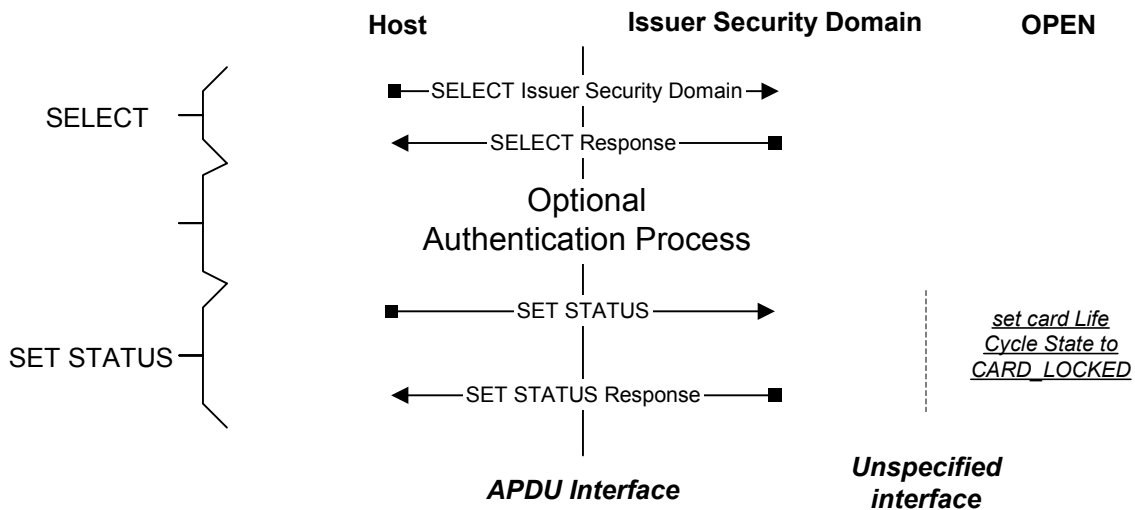 Host
Issuer Security Domain
OPEN
SELECT
SELECT Issuer Security Domain
SELECT Response
Optional
Authentication Process
SET STATUS
SET STATUS
SET STATUS Response
set card Life
Cycle State to
CARD_LOCKED
APDU Interface
Unspecified
interface